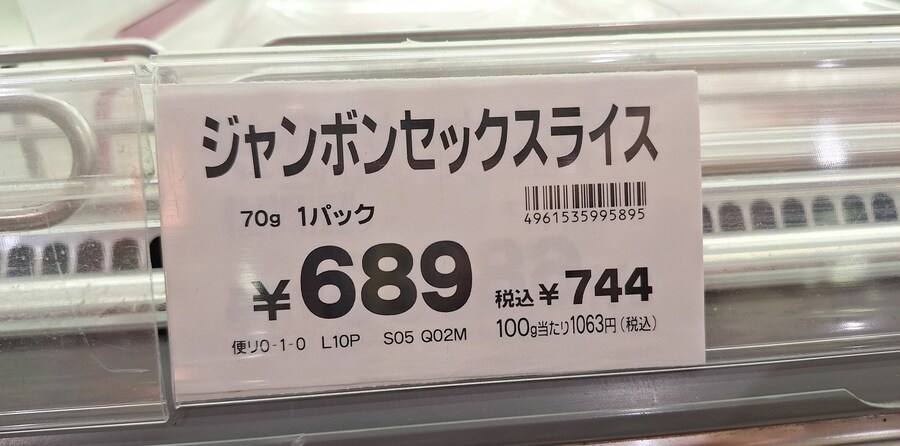 ジャンボンセックスライス
70g 1パック
4961535995895
¥689
税込¥744
100g当たり1063円(税込)
便リ0-1-0 L10P S05 Q02M